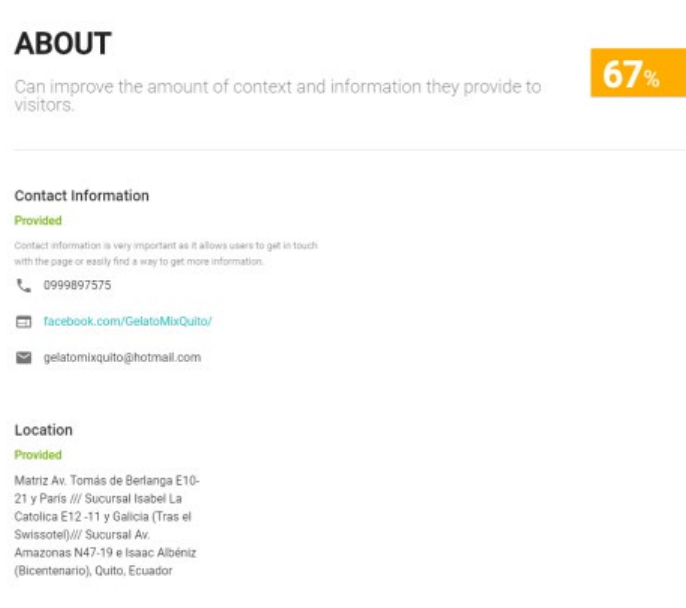 ABOUT
67%
Can improve the amount of context and information they provide to
visitors.
Contact Information
Provided
Contact information is very important as it allows users to get in touch
with the page or easily find a way to get more information.
0999897575
facebook.com/GelatoMixQuito/
gelatomixquito@hotmail.com
Location
Provided
Matriz Av. Tomás de Berlanga E10-
21 y París /// Sucursal Isabel La
Catolica E12 -11 y Galicia (Tras el
Swissotel)/// Sucursal Av.
Amazonas N47-19 e Isaac Albéniz
(Bicentenario), Quito, Ecuador